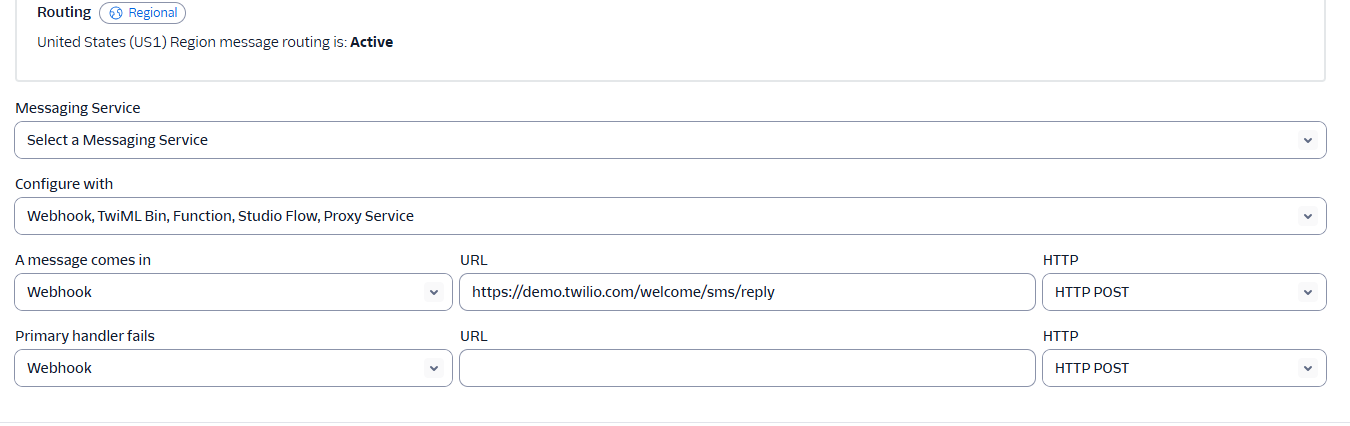 Routing Regional
United States (US1) Region message routing is: Active
Messaging Service
Select a Messaging Service
Configure with
Webhook, TwiML Bin, Function, Studio Flow, Proxy Service
A message comes in URL HTTP
Webhook https://demo.twilio.com/welcome/sms/reply HTTP POST
Primary handler fails URL HTTP
Webhook HTTP POST